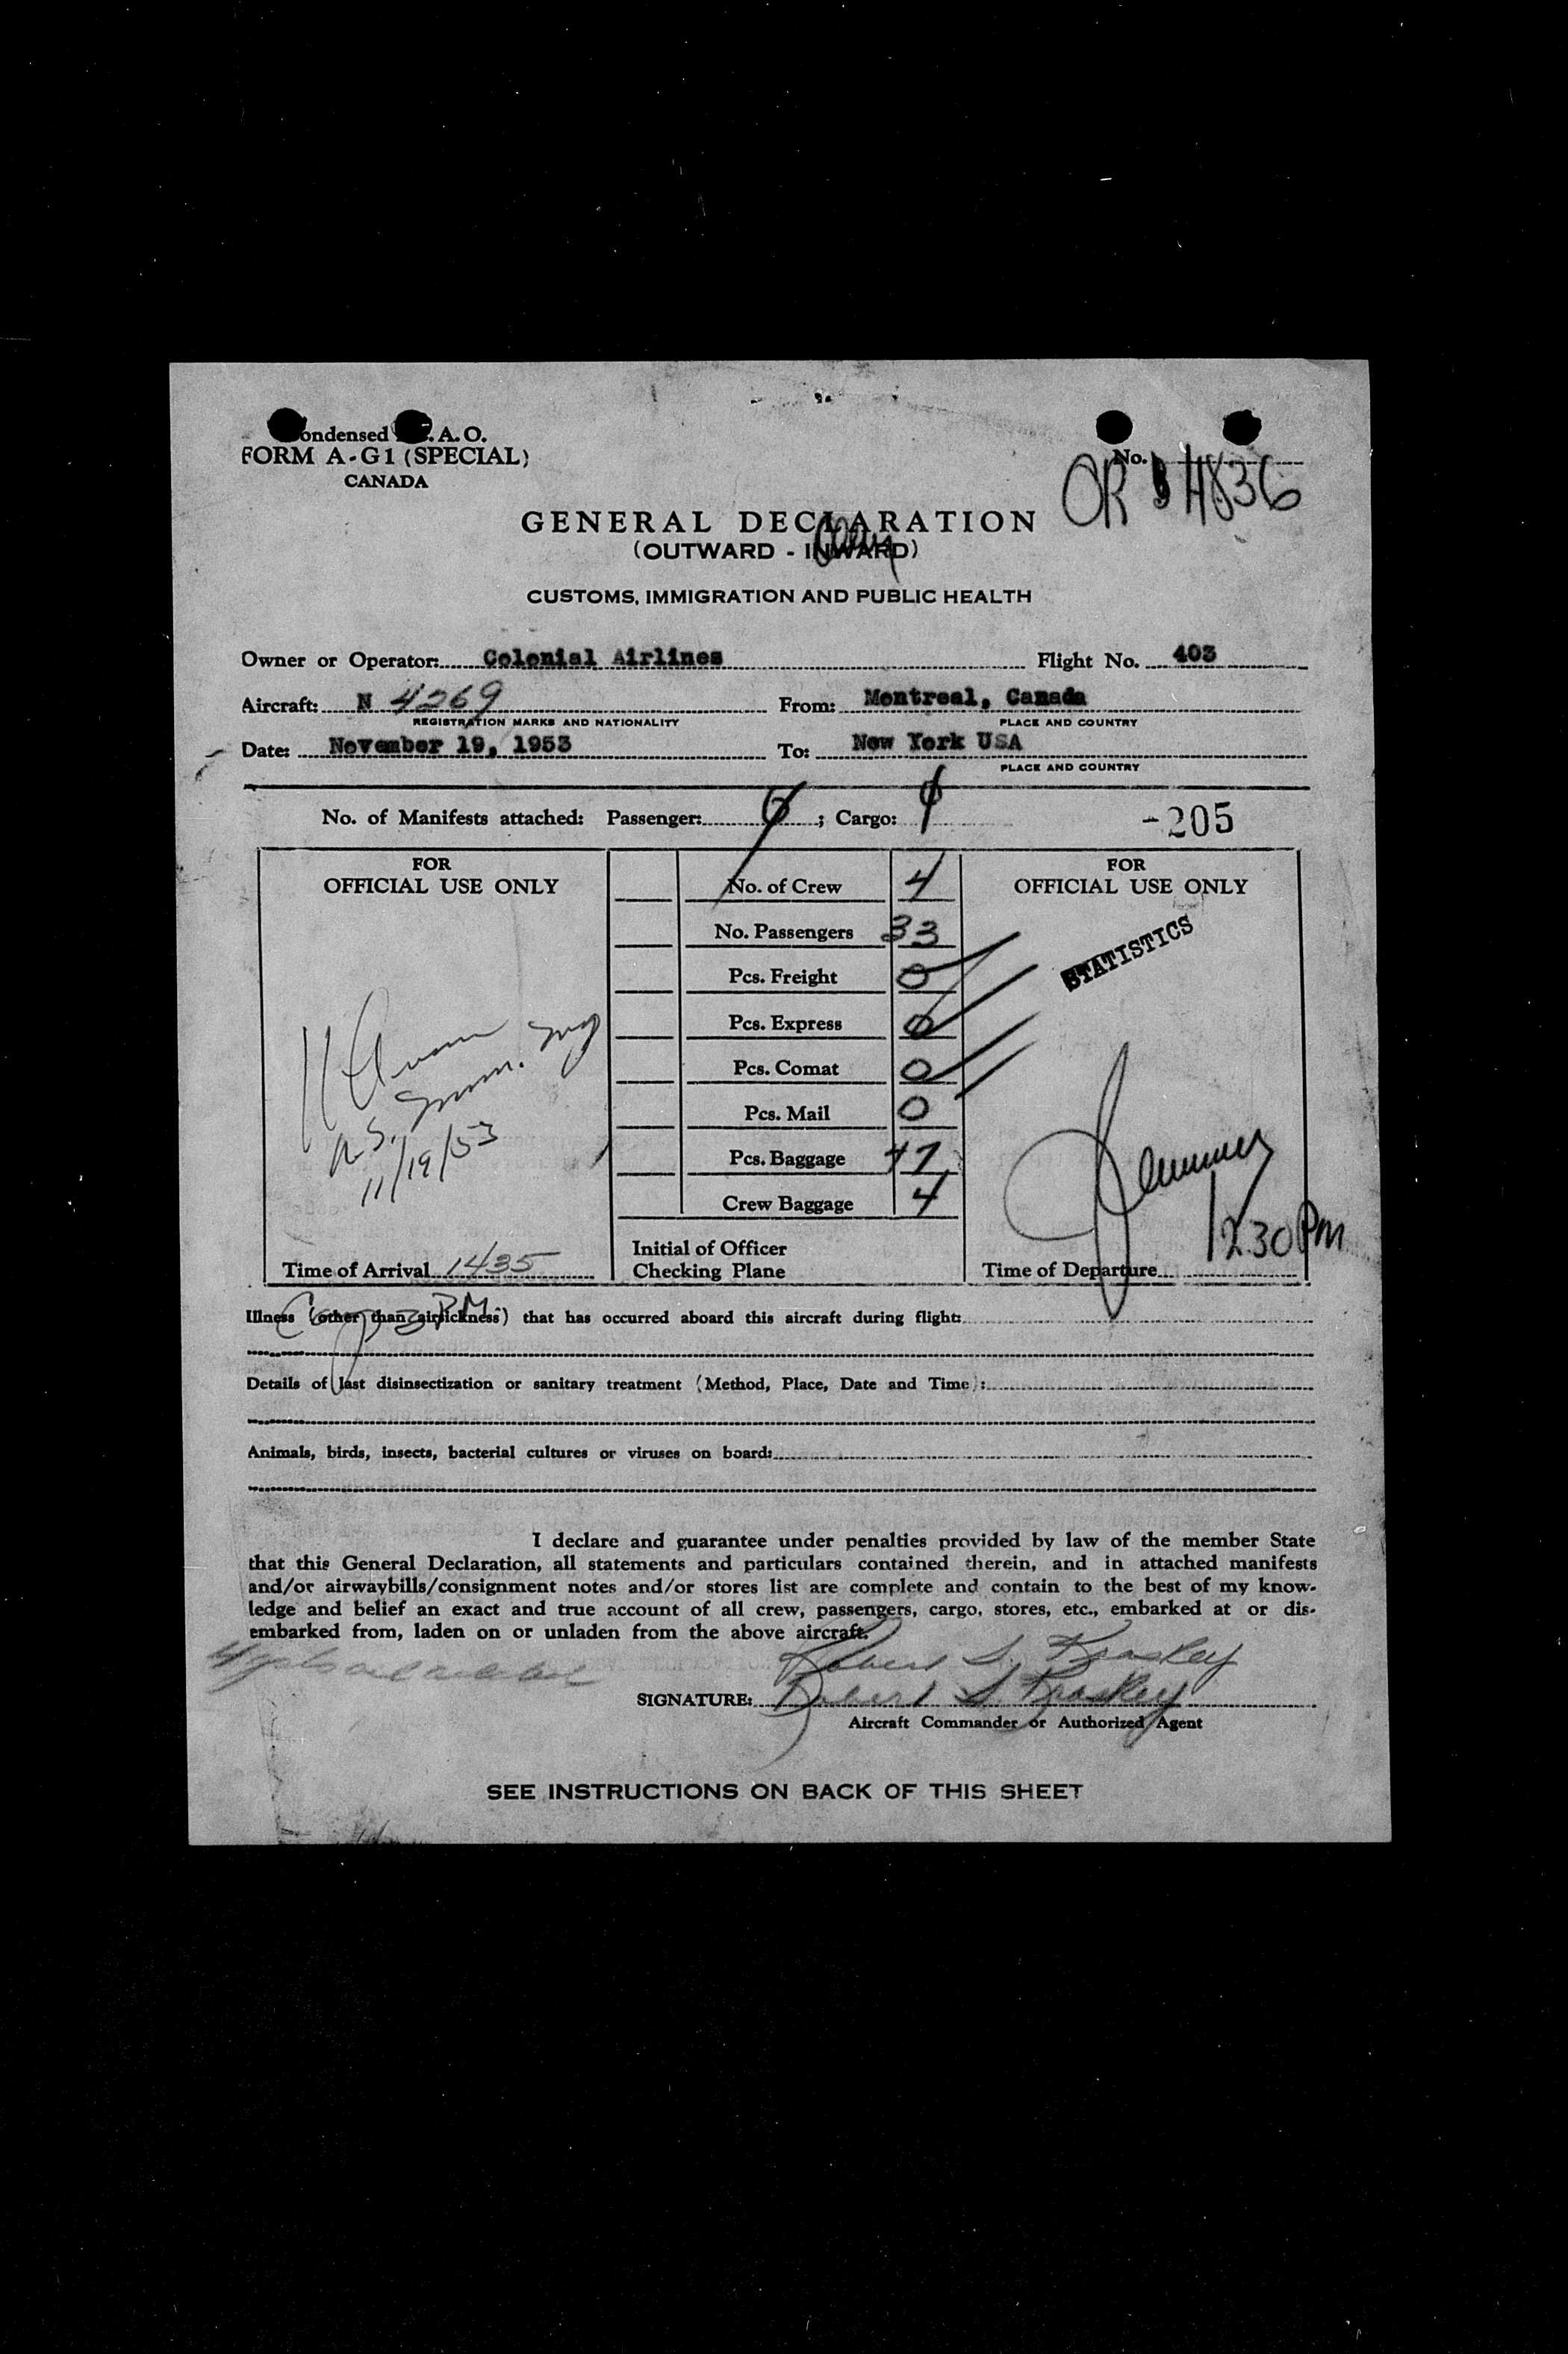 ondensed . A. O.
FORM A-G1 (SPECIAL)
CANADA
No.
OR 4836
GENERAL DECLARATION
(OUTWARD - INWARD)
CUSTOMS, IMMIGRATION AND PUBLIC HEALTH
Owner or Operator: Colonial Airlines Flight No. 403
Aircraft: N 4269 From: Montreal, Canada
REGISTRATION MARKS AND NATIONALITY PLACE AND COUNTRY
Date: November 19, 1953 To: New York USA
PLACE AND COUNTRY
No. of Manifests attached: Passenger: ; Cargo:
-205
FOR
OFFICIAL USE ONLY
11/19/53
Time of Arrival 1435
No. of Crew 4
No. Passengers 33
Pcs. Freight 0
Pcs. Express 0
Pcs. Comat 0
Pcs. Mail 0
Pcs. Baggage 47
Crew Baggage 4
Initial of Officer
Checking Plane
FOR
OFFICIAL USE ONLY
STATISTICS
12.30 PM
Time of Departure
Illness (other than airsickness) that has occurred aboard this aircraft during flight:
Details of last disinsectization or sanitary treatment (Method, Place, Date and Time):
Animals, birds, insects, bacterial cultures or viruses on board:
I declare and guarantee under penalties provided by law of the member State
that this General Declaration, all statements and particulars contained therein, and in attached manifests
and/or airwaybills/consignment notes and/or stores list are complete and contain to the best of my know-
ledge and belief an exact and true account of all crew, passengers, cargo, stores, etc., embarked at or dis-
embarked from, laden on or unladen from the above aircraft.
Robert S. Kraskey
SIGNATURE: Robert S. Kraskey
Aircraft Commander or Authorized Agent
SEE INSTRUCTIONS ON BACK OF THIS SHEET